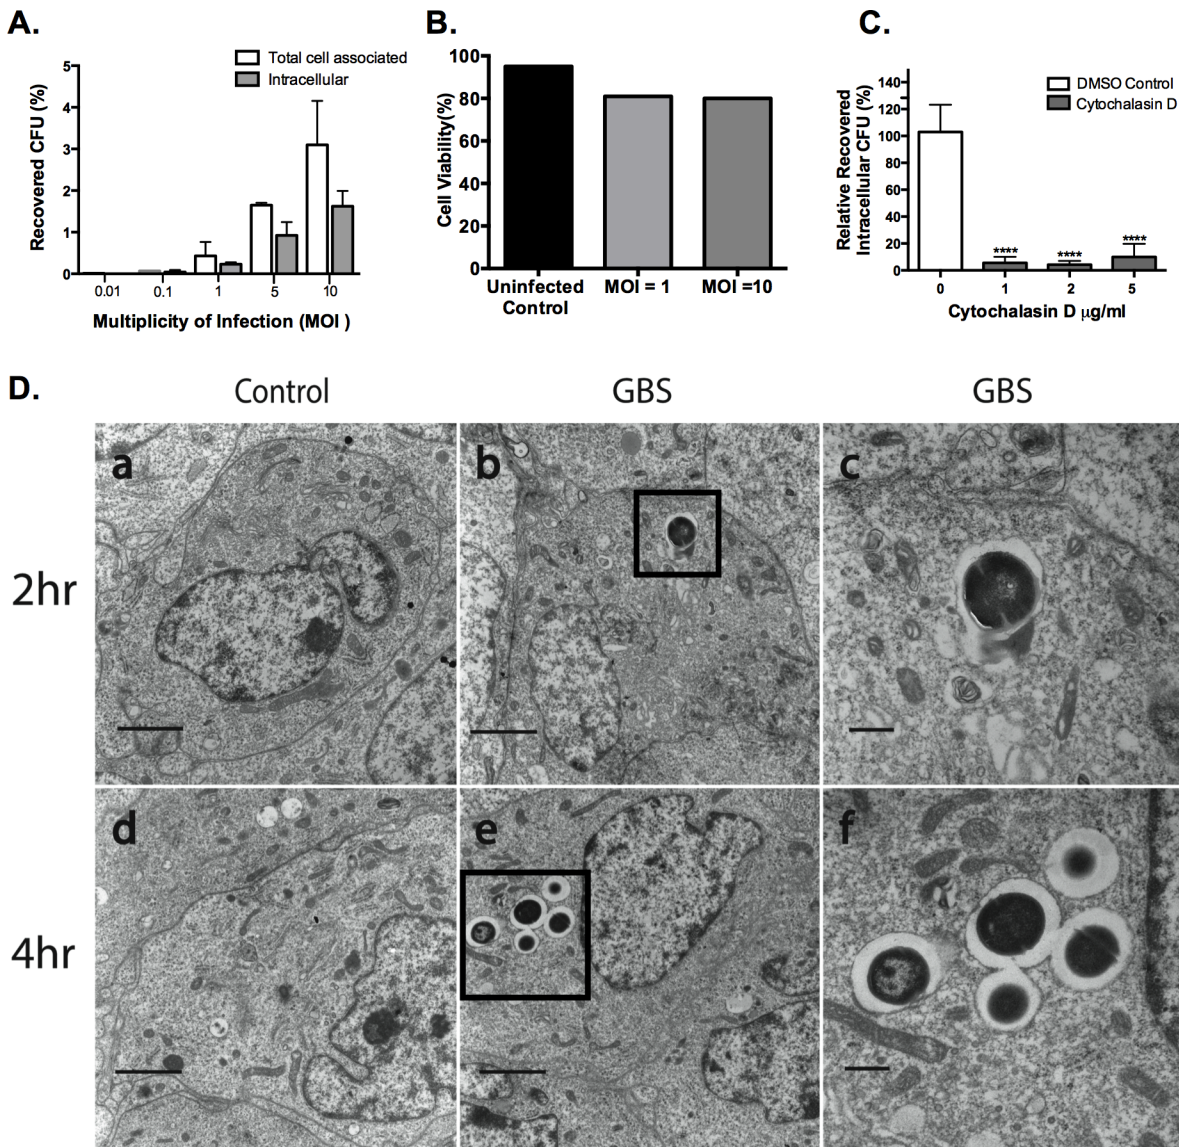 A.
Total cell associated
Intracellular
Recovered CFU (%)
5
4
3
2
1
0
0.01 0.1 1 5 10
Multiplicity of Infection (MOI )
B.
Cell Viability(%)
100
80
60
40
20
0
Uninfected Control
MOI = 1
MOI =10
C.
DMSO Control
Cytochalasin D
Relative Recovered
Intracellular CFU (%)
140
120
100
80
60
40
20
0
****
****
****
0 1 2 5
Cytochalasin D μg/ml
D.
Control GBS GBS
2hr
a b c
4hr
d e f